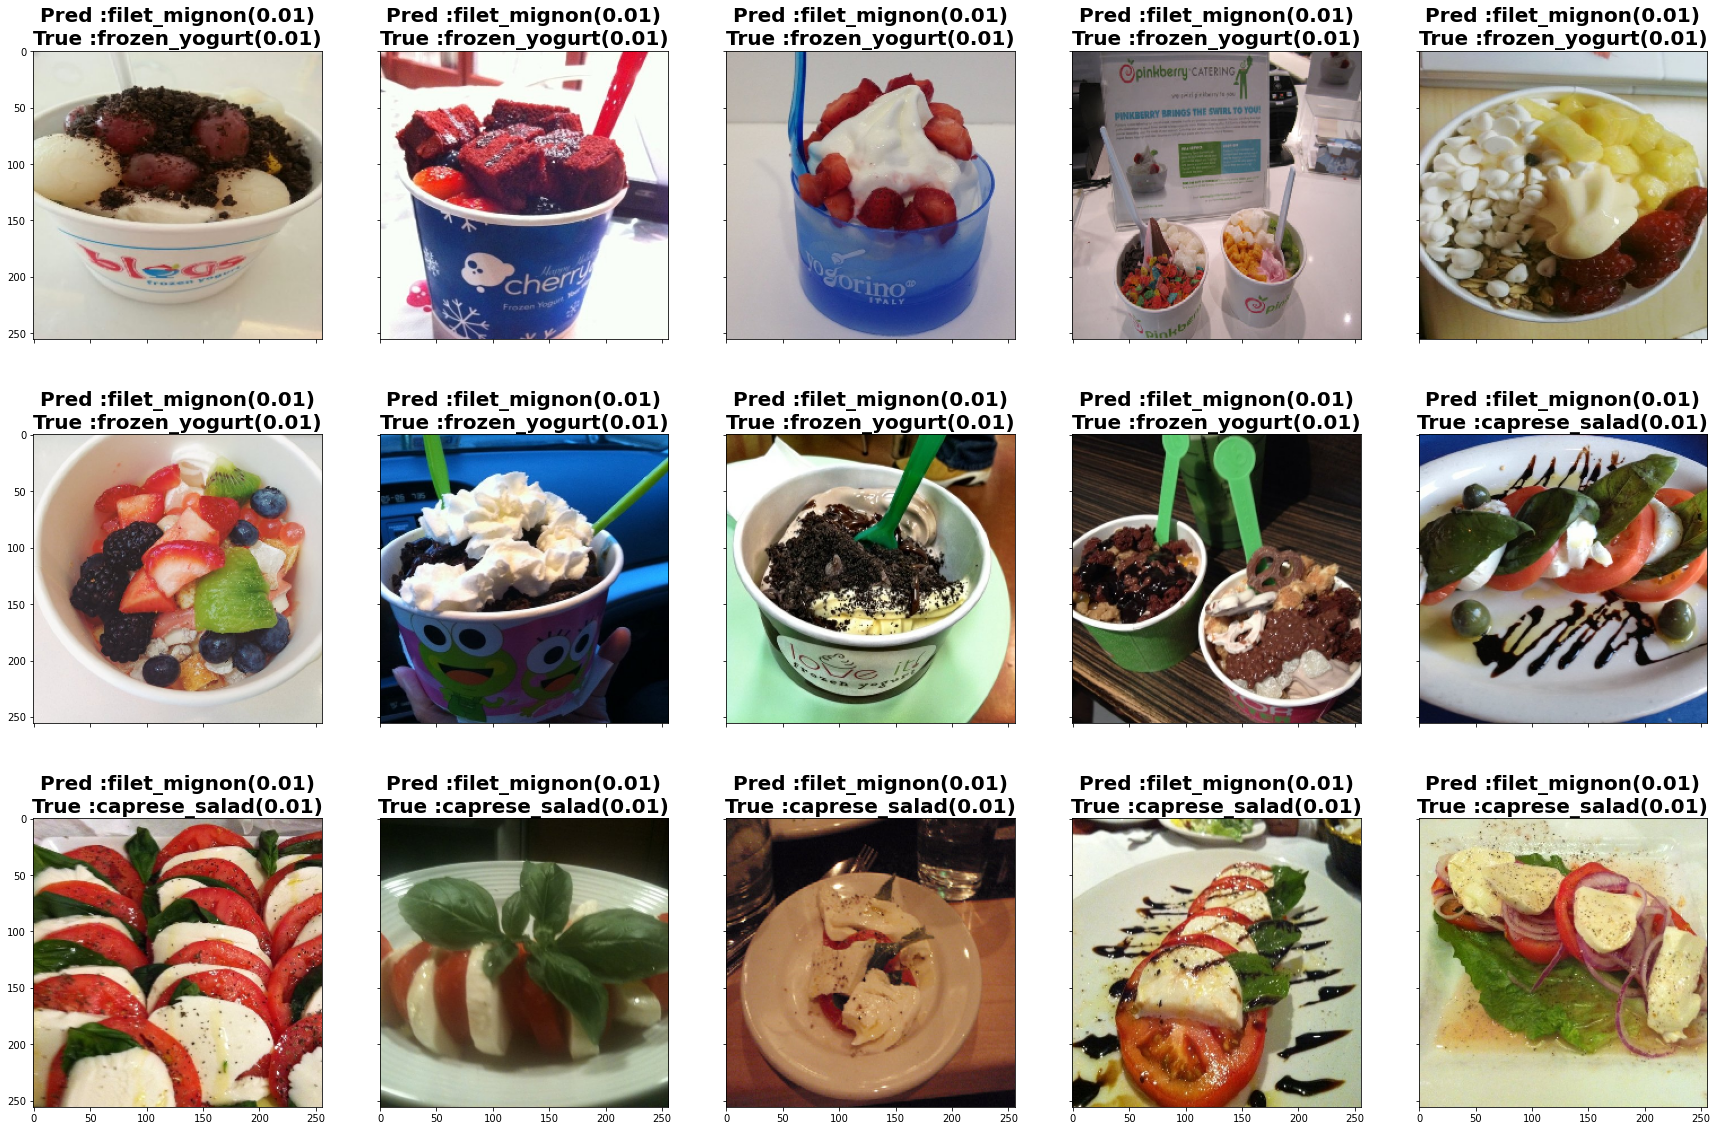 Pred :filet_mignon(0.01)
True :frozen_yogurt(0.01)
Pred :filet_mignon(0.01)
True :frozen_yogurt(0.01)
Pred :filet_mignon(0.01)
True :frozen_yogurt(0.01)
Pred :filet_mignon(0.01)
True :frozen_yogurt(0.01)
Pred :filet_mignon(0.01)
True :frozen_yogurt(0.01)
0
50
100
150
200
250
blogs
frozen yogurt
cherry
Frozen Yogurt
yogorino
ITALY
pinkberry CATERING
PINKBERRY BRINGS THE SWIRL TO YOU!
pinkbe
pin
Pred :filet_mignon(0.01)
True :frozen_yogurt(0.01)
Pred :filet_mignon(0.01)
True :frozen_yogurt(0.01)
Pred :filet_mignon(0.01)
True :frozen_yogurt(0.01)
Pred :filet_mignon(0.01)
True :frozen_yogurt(0.01)
Pred :filet_mignon(0.01)
True :caprese_salad(0.01)
0
50
100
150
200
250
love it!
frozen yogurt
Pred :filet_mignon(0.01)
True :caprese_salad(0.01)
Pred :filet_mignon(0.01)
True :caprese_salad(0.01)
Pred :filet_mignon(0.01)
True :caprese_salad(0.01)
Pred :filet_mignon(0.01)
True :caprese_salad(0.01)
Pred :filet_mignon(0.01)
True :caprese_salad(0.01)
0
50
100
150
200
250
0 50 100 150 200 250
0 50 100 150 200 250
0 50 100 150 200 250
0 50 100 150 200 250
0 50 100 150 200 250